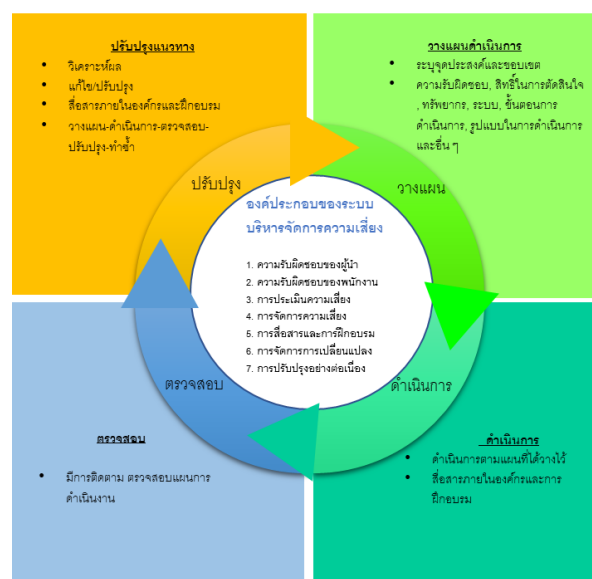 ปรับปรุงแนวทาง
• วิเคราะห์ผล
• แก้ไข/ปรับปรุง
• สื่อสารภายในองค์กรและฝึกอบรม
• วางแผน-ดำเนินการ-ตรวจสอบ-
ปรับปรุง-ทำซ้ำ
วางแผนดำเนินการ
• ระบุจุดประสงค์และขอบเขต
• ความรับผิดชอบ, สิทธิ์ในการตัดสินใจ
, ทรัพยากร, ระบบ, ขั้นตอนการ
ดำเนินการ, รูปแบบในการดำเนินการ
และอื่น ๆ
ปรับปรุง
วางแผน
องค์ประกอบของระบบ
บริหารจัดการความเสี่ยง
1. ความรับผิดชอบของผู้นำ
2. ความรับผิดชอบของพนักงาน
3. การประเมินความเสี่ยง
4. การจัดการความเสี่ยง
5. การสื่อสารและการฝึกอบรม
6. การจัดการการเปลี่ยนแปลง
7. การปรับปรุงอย่างต่อเนื่อง
ตรวจสอบ
ดำเนินการ
ตรวจสอบ
• มีการติดตาม ตรวจสอบแผนการ
ดำเนินงาน
ดำเนินการ
• ดำเนินการตามแผนที่ได้วางไว้
• สื่อสารภายในองค์กรและการ
ฝึกอบรม